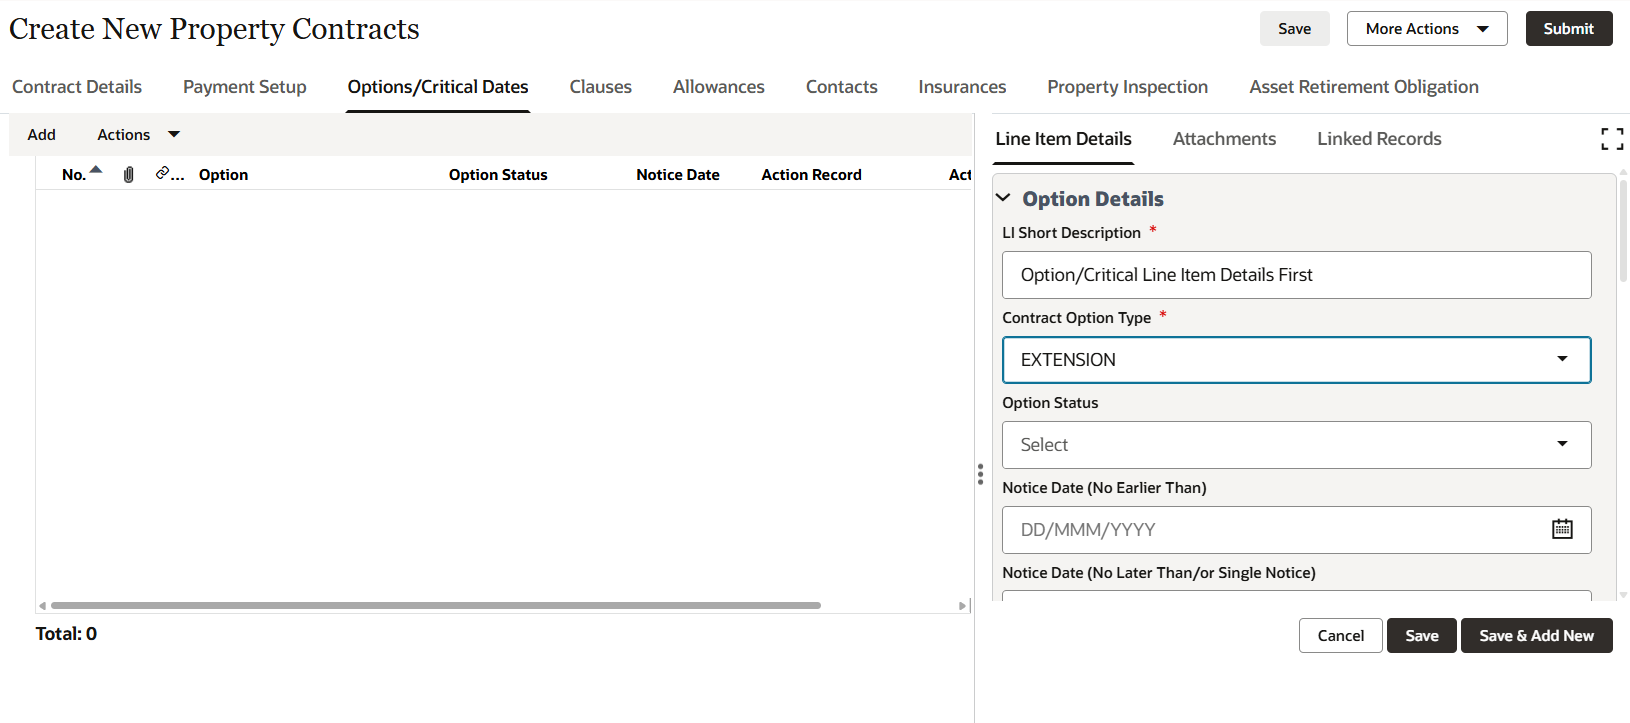 Create New Property Contracts
Save
More Actions
Submit
Contract Details
Payment Setup
Options/Critical Dates
Clauses
Allowances
Contacts
Insurances
Property Inspection
Asset Retirement Obligation
Add
Actions
No.
...
Option
Option Status
Notice Date
Action Record
Act
Total: 0
Line Item Details
Attachments
Linked Records
Option Details
LI Short Description *
Option/Critical Line Item Details First
Contract Option Type *
EXTENSION
Option Status
Select
Notice Date (No Earlier Than)
DD/MMM/YYYY
Notice Date (No Later Than/or Single Notice)
Cancel
Save
Save & Add New